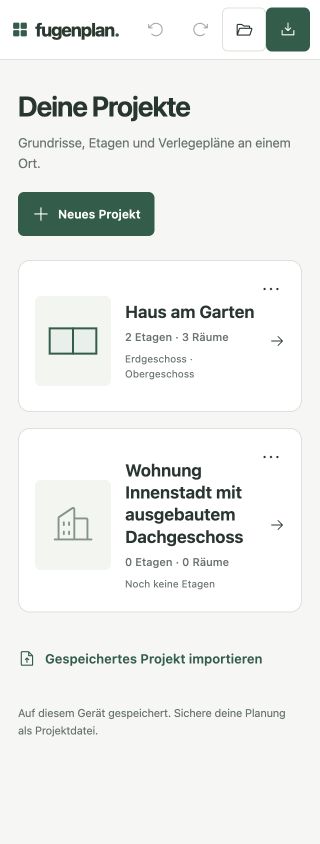 fugenplan.
Deine Projekte
Grundrisse, Etagen und Verlegepläne an einem
Ort.
Neues Projekt
Haus am Garten
2 Etagen · 3 Räume
Erdgeschoss ·
Obergeschoss
Wohnung
Innenstadt mit
ausgebautem
Dachgeschoss
0 Etagen · 0 Räume
Noch keine Etagen
Gespeichertes Projekt importieren
Auf diesem Gerät gespeichert. Sichere deine Planung
als Projektdatei.